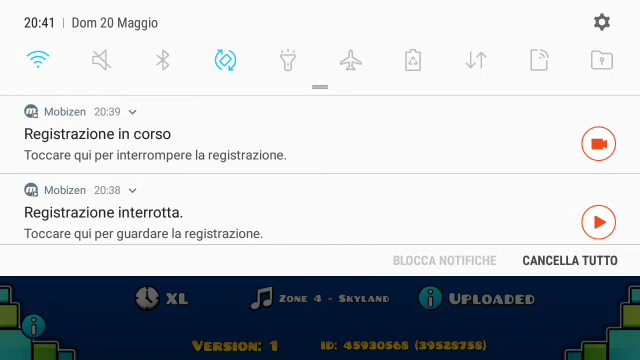 20:41 | Dom 20 Maggio
Mobizen 20:39
Registrazione in corso
Toccare qui per interrompere la registrazione.
Mobizen 20:38
Registrazione interrotta.
Toccare qui per guardare la registrazione.
BLOCCA NOTIFICHE CANCELLA TUTTO
XL Zone 4 - Skyland Uploaded
Version: 1 ID: 45930568 (39528758)